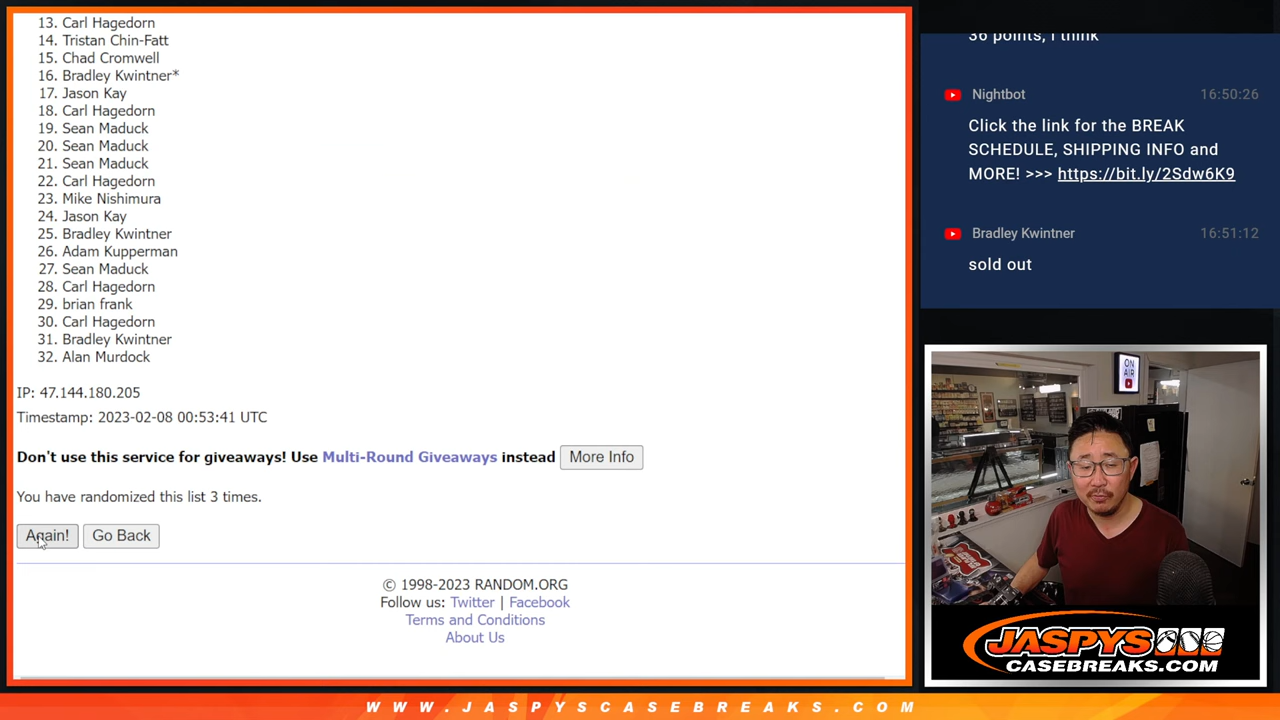 13. Carl Hagedorn
14. Tristan Chin-Fatt
15. Chad Cromwell
16. Bradley Kwintner*
17. Jason Kay
18. Carl Hagedorn
19. Sean Maduck
20. Sean Maduck
21. Sean Maduck
22. Carl Hagedorn
23. Mike Nishimura
24. Jason Kay
25. Bradley Kwintner
26. Adam Kupperman
27. Sean Maduck
28. Carl Hagedorn
29. brian frank
30. Carl Hagedorn
31. Bradley Kwintner
32. Alan Murdock
IP: 47.144.180.205
Timestamp: 2023-02-08 00:53:41 UTC
Don't use this service for giveaways! Use Multi-Round Giveaways instead More Info
You have randomized this list 3 times.
Again! Go Back
© 1998-2023 RANDOM.ORG
Follow us: Twitter | Facebook
Terms and Conditions
About Us
36 points, I think
Nightbot 16:50:26
Click the link for the BREAK
SCHEDULE, SHIPPING INFO and
MORE! >>> https://bit.ly/2Sdw6K9
Bradley Kwintner 16:51:12
sold out
ON
AIR
JASPYS
CASEBREAKS.COM
WWW.JASPYSCASEBREAKS.COM